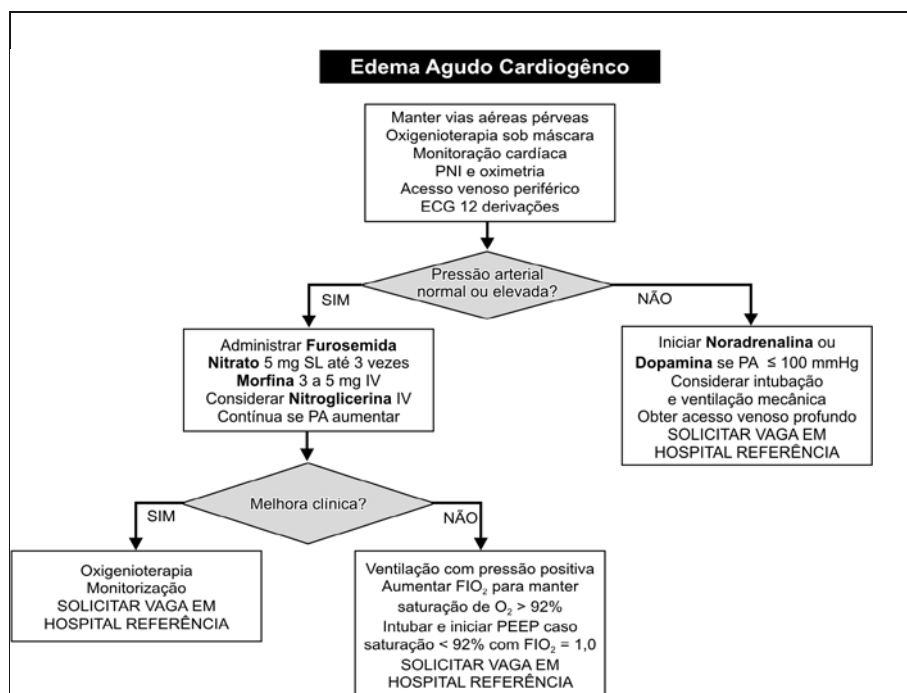 Edema Agudo Cardiogênco
Manter vias aéreas pérveas
Oxigenioterapia sob máscara
Monitoração cardíaca
PNI e oximetria
Acesso venoso periférico
ECG 12 derivações
Pressão arterial
normal ou elevada?
SIM
NÃO
Administrar Furosemida
Nitrato 5 mg SL até 3 vezes
Morfina 3 a 5 mg IV
Considerar Nitroglicerina IV
Contínua se PA aumentar
Iniciar Noradrenalina ou
Dopamina se PA ≤ 100 mmHg
Considerar intubação
e ventilação mecânica
Obter acesso venoso profundo
SOLICITAR VAGA EM
HOSPITAL REFERÊNCIA
Melhora clínica?
SIM
NÃO
Oxigenioterapia
Monitorização
SOLICITAR VAGA EM
HOSPITAL REFERÊNCIA
Ventilação com pressão positiva
Aumentar FIO₂ para manter
saturação de O₂ > 92%
Intubar e iniciar PEEP caso
saturação < 92% com FIO₂ = 1,0
SOLICITAR VAGA EM
HOSPITAL REFERÊNCIA